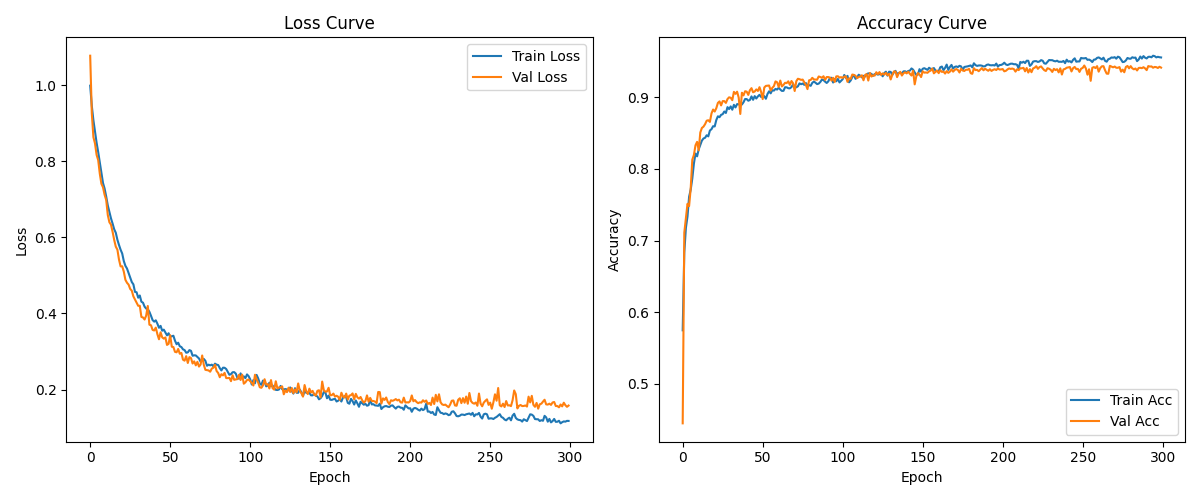 Loss Curve
Train Loss
Val Loss
1.0
0.8
0.6
0.4
0.2
Loss
0 50 100 150 200 250 300
Epoch
Accuracy Curve
0.9
0.8
0.7
0.6
0.5
Accuracy
Train Acc
Val Acc
0 50 100 150 200 250 300
Epoch